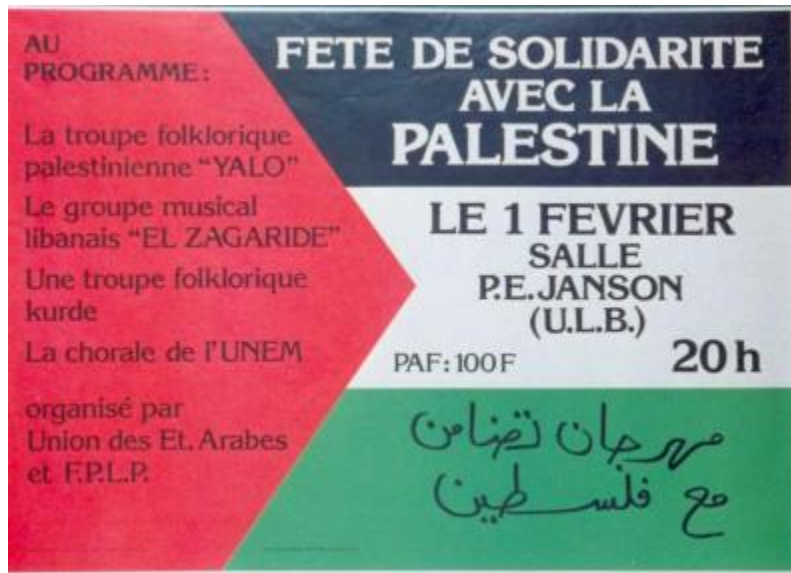 AU
PROGRAMME:
La troupe folklorique
palestinienne "YALO"
Le groupe musical
libanais "EL ZAGARIDE"
Une troupe folklorique
kurde
La chorale de l'UNEM
organisé par
Union des Et. Arabes
et F.P.L.P.
FETE DE SOLIDARITE
AVEC LA
PALESTINE
LE 1 FEVRIER
SALLE
P.E. JANSON
(U.L.B.)
PAF: 100 F 20 h
مهرجان تضامن
مع فلسطين